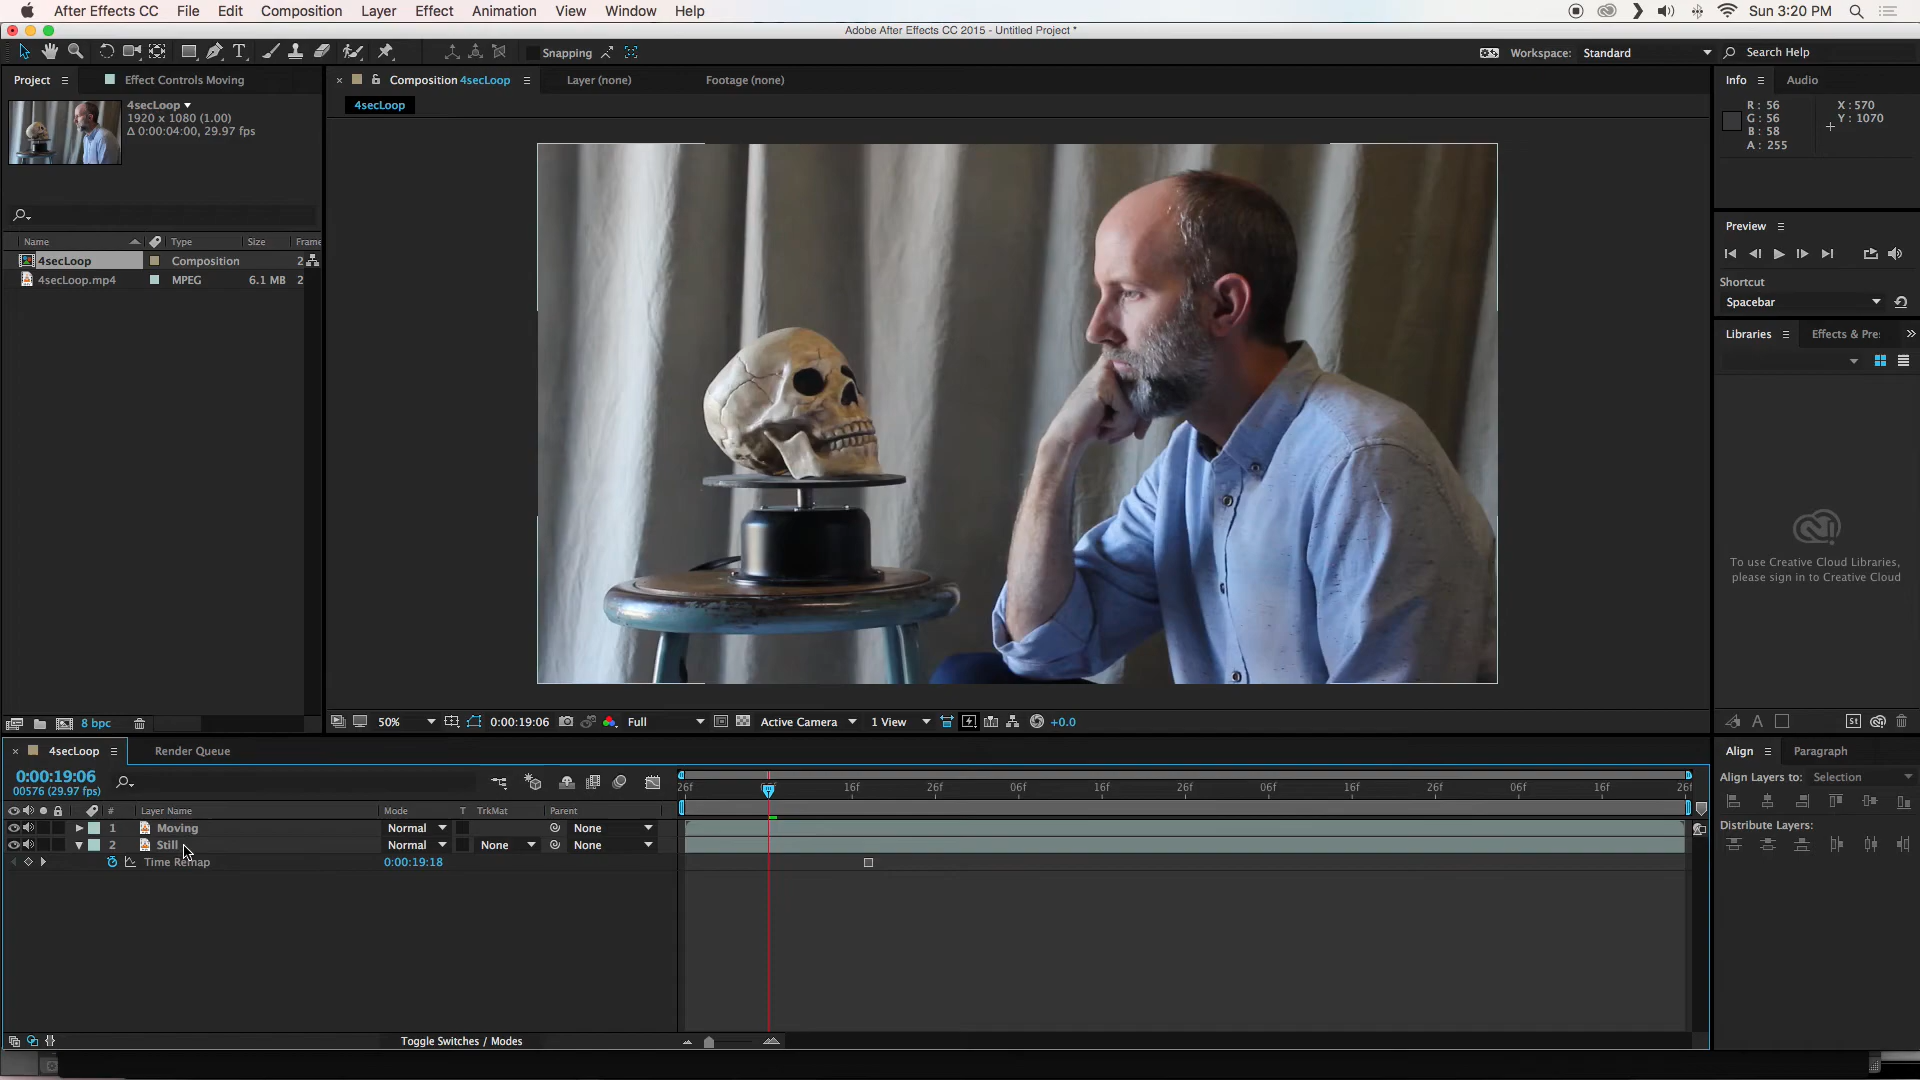 After Effects CC File Edit Composition Layer Effect Animation View Window Help Sun 3:20 PM
Adobe After Effects CC 2015 - Untitled Project *
T Snapping Workspace: Standard Search Help
Project Effect Controls Moving Composition 4secLoop Layer (none) Footage (none) Info Audio
4secLoop
1920 x 1080 (1.00)
Δ 0:00:04:00, 29.97 fps
4secLoop
R: 56 X: 570
G: 56 Y: 1070
B: 58
A: 255
Preview
Shortcut
Spacebar
Name Type Size Frame
4secLoop Composition 2
4secLoop.mp4 MPEG 6.1 MB 2
Libraries Effects & Pre:
To use Creative Cloud Libraries,
please sign in to Creative Cloud
8 bpc 50% 0:00:19:06 Full Active Camera 1 View +0.0 St
4secLoop Render Queue
0:00:19:06
00576 (29.97 fps)
26f 16f 26f 06f 16f 26f 06f 16f 26f 06f 16f 26f
# Layer Name Mode T TrkMat Parent
1 Moving Normal None
2 Still Normal None None
Time Remap 0:00:19:18
Toggle Switches / Modes
Align Paragraph
Align Layers to: Selection
Distribute Layers: